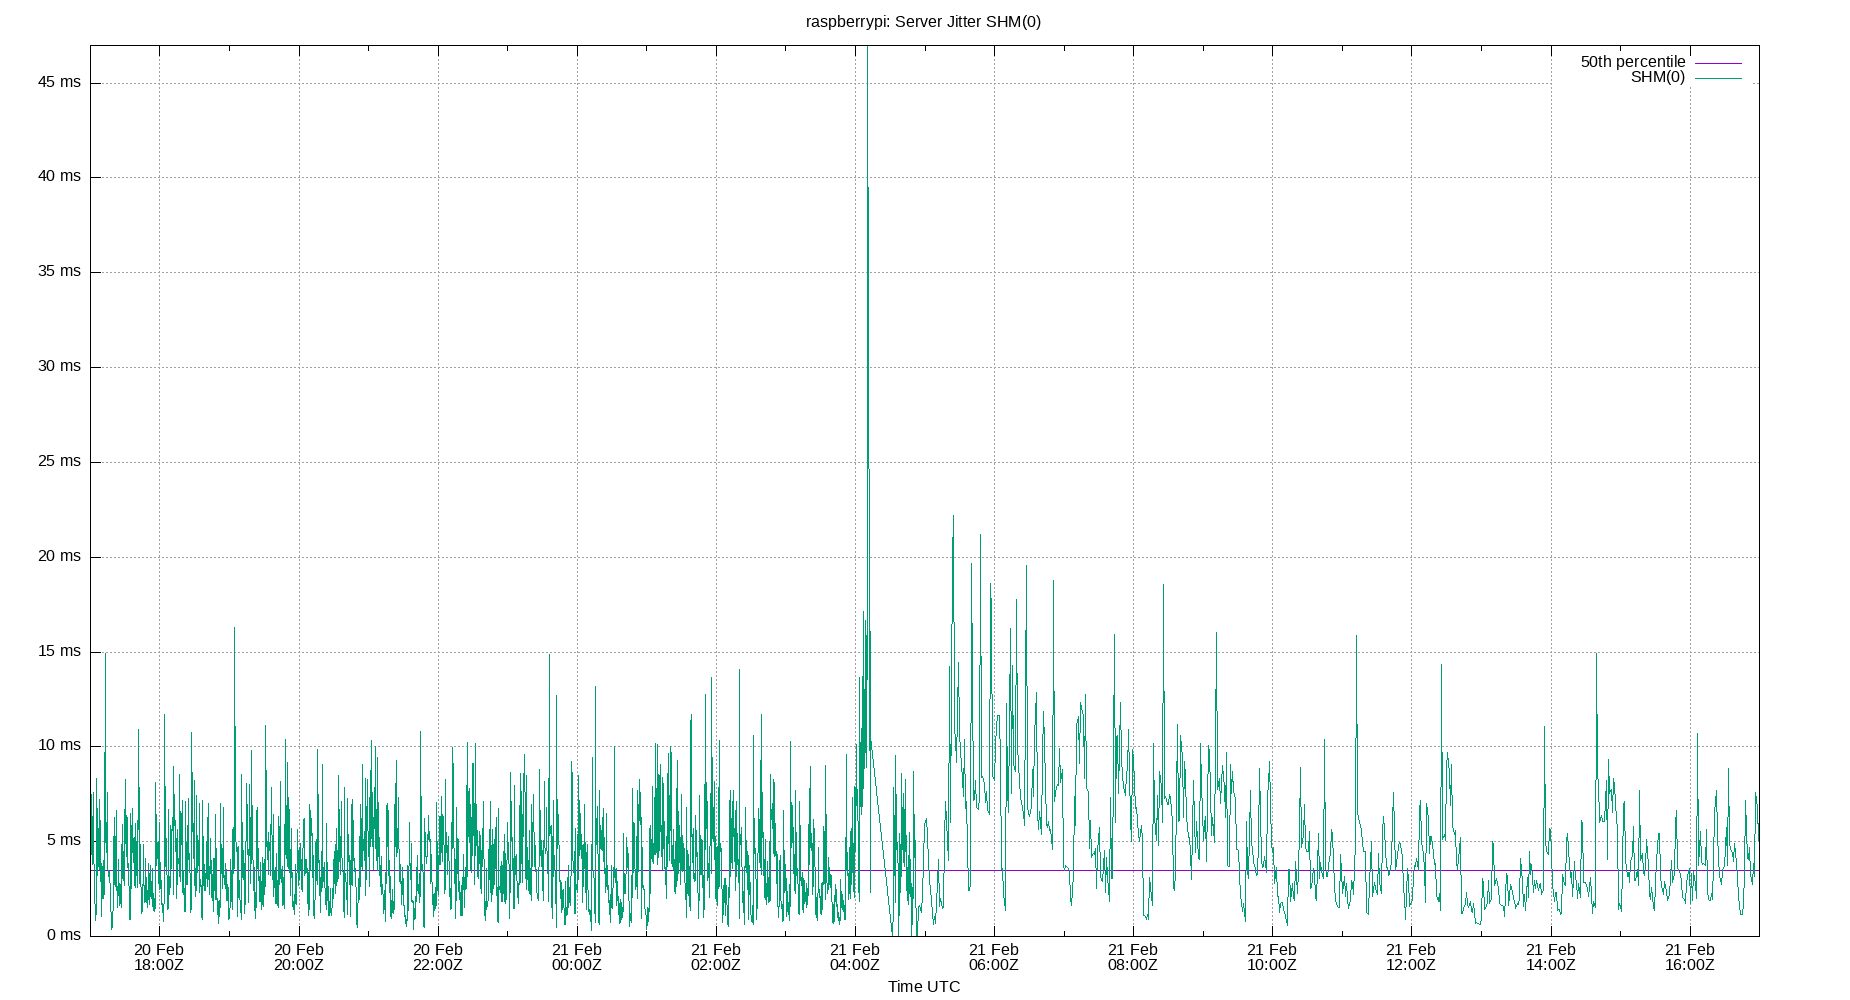 raspberrypi: Server Jitter SHM(0)
50th percentile
SHM(0)
45 ms
40 ms
35 ms
30 ms
25 ms
20 ms
15 ms
10 ms
5 ms
0 ms
20 Feb 20 Feb 20 Feb 21 Feb 21 Feb 21 Feb 21 Feb 21 Feb 21 Feb 21 Feb 21 Feb 21 Feb
18:00Z 20:00Z 22:00Z 00:00Z 02:00Z 04:00Z 06:00Z 08:00Z 10:00Z 12:00Z 14:00Z 16:00Z
Time UTC